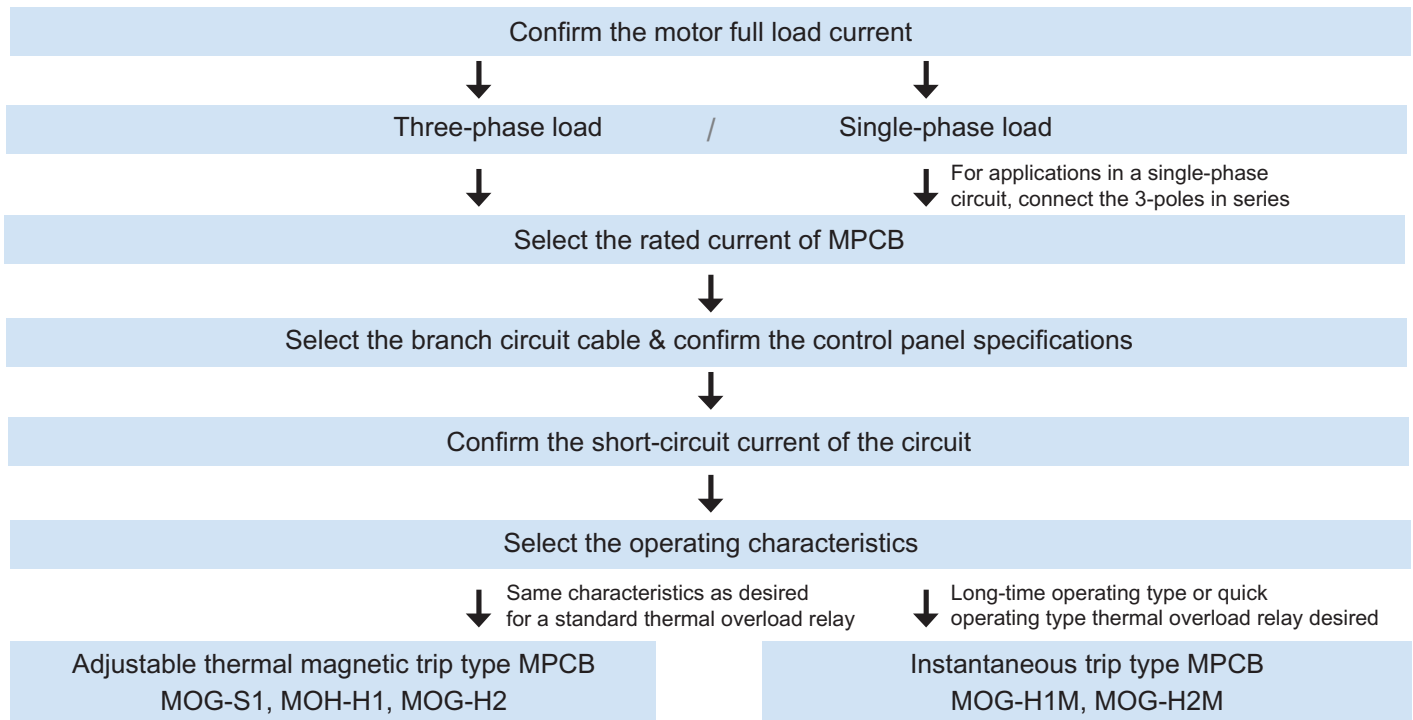 Confirm the motor full load current
Three-phase load / Single-phase load
For applications in a single-phase
circuit, connect the 3-poles in series
Select the rated current of MPCB
Select the branch circuit cable & confirm the control panel specifications
Confirm the short-circuit current of the circuit
Select the operating characteristics
Same characteristics as desired
for a standard thermal overload relay
Long-time operating type or quick
operating type thermal overload relay desired
Adjustable thermal magnetic trip type MPCB
MOG-S1, MOH-H1, MOG-H2
Instantaneous trip type MPCB
MOG-H1M, MOG-H2M